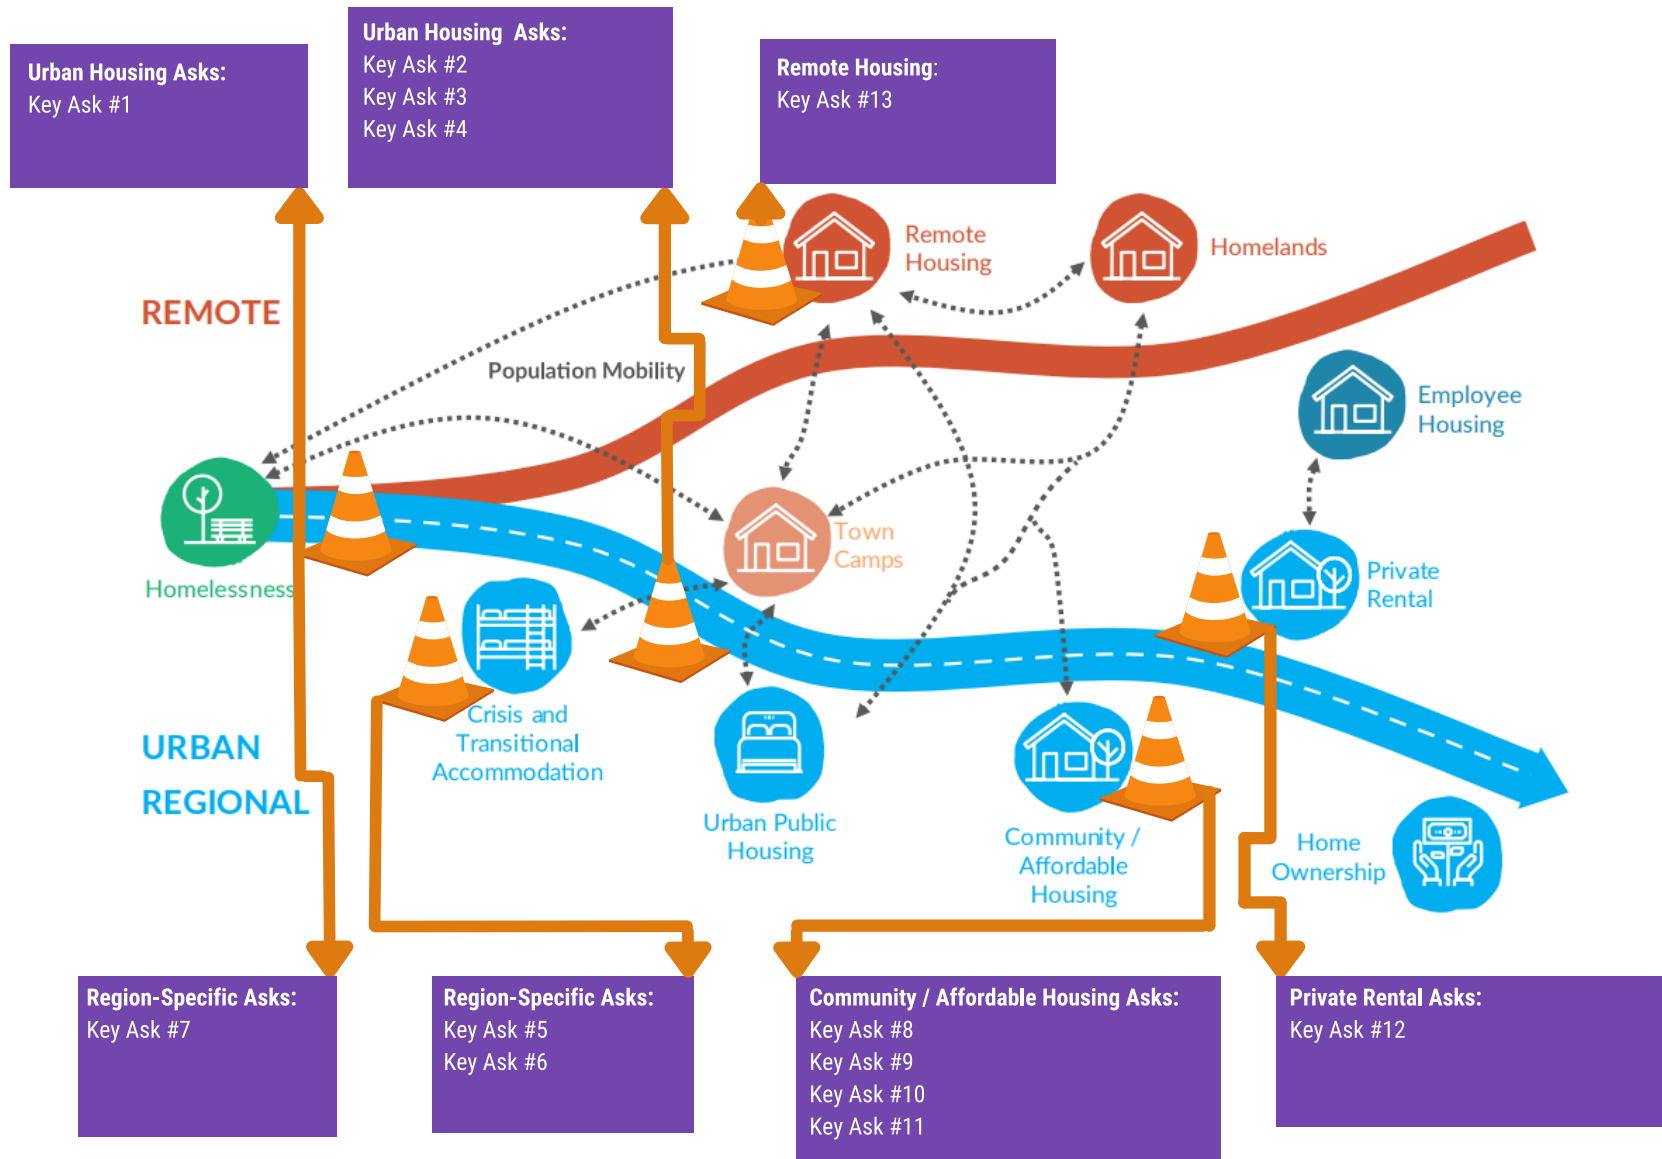 Urban Housing Asks:
Key Ask #1
Urban Housing Asks:
Key Ask #2
Key Ask #3
Key Ask #4
Remote Housing:
Key Ask #13
Remote
Housing
Homelands
REMOTE
Population Mobility
Employee
Housing
Town
Camps
Private
Rental
Homelessness
Crisis and
Transitional
Accommodation
URBAN
REGIONAL
Urban Public
Housing
Community /
Affordable
Housing
Home
Ownership
Region-Specific Asks:
Key Ask #7
Region-Specific Asks:
Key Ask #5
Key Ask #6
Community / Affordable Housing Asks:
Key Ask #8
Key Ask #9
Key Ask #10
Key Ask #11
Private Rental Asks:
Key Ask #12